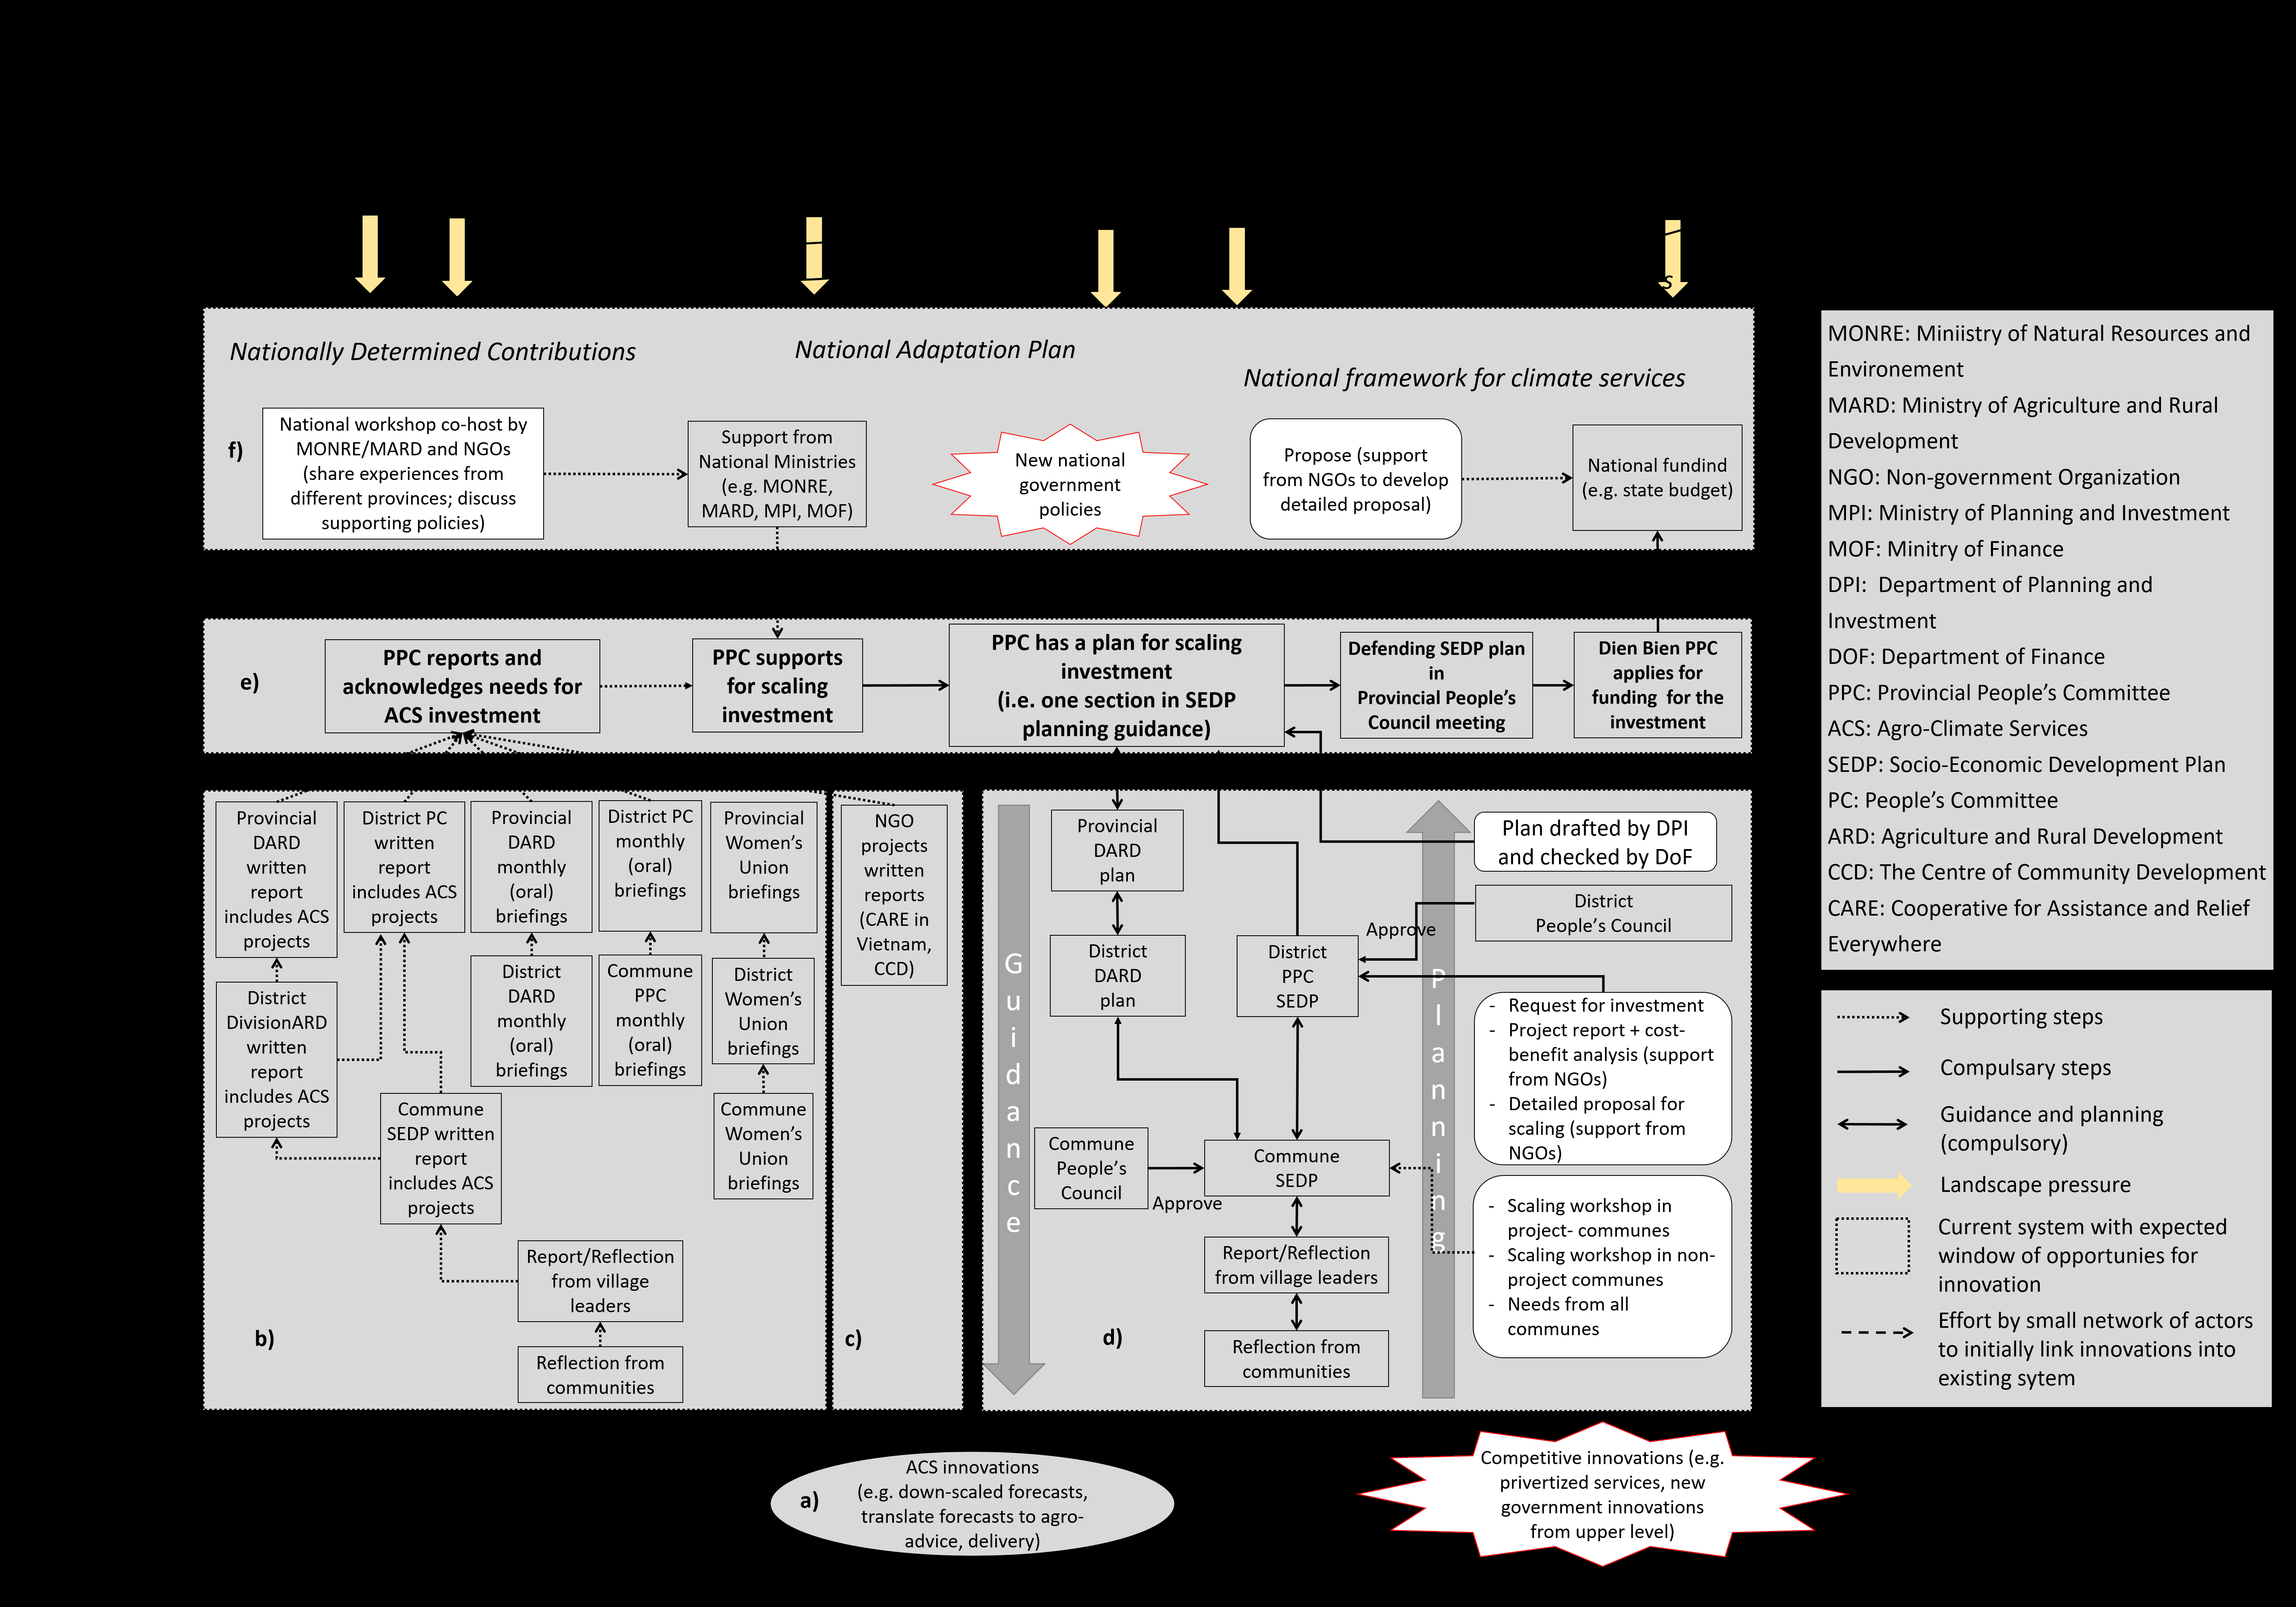 s
Nationally Determined Contributions
National Adaptation Plan
National framework for climate services
f)
National workshop co-host by
MONRE/MARD and NGOs
(share experiences from
different provinces; discuss
supporting policies)
Support from
National Ministries
(e.g. MONRE,
MARD, MPI, MOF)
New national
government
policies
Propose (support
from NGOs to develop
detailed proposal)
National fundind
(e.g. state budget)
e)
PPC reports and
acknowledges needs for
ACS investment
PPC supports
for scaling
investment
PPC has a plan for scaling
investment
(i.e. one section in SEDP
planning guidance)
Defending SEDP plan
in
Provincial People's
Council meeting
Dien Bien PPC
applies for
funding for the
investment
Provincial
DARD
written
report
includes ACS
projects
District PC
written
report
includes ACS
projects
Provincial
DARD
monthly
(oral)
briefings
District PC
monthly
(oral)
briefings
Provincial
Women's
Union
briefings
District
DivisionARD
written
report
includes ACS
projects
District
DARD
monthly
(oral)
briefings
Commune
PPC
monthly
(oral)
briefings
District
Women's
Union
briefings
Commune
SEDP written
report
includes ACS
projects
Commune
Women's
Union
briefings
Report/Reflection
from village
leaders
Reflection from
communities
b)
NGO
projects
written
reports
(CARE in
Vietnam,
CCD)
c)
Guidance
Provincial
DARD
plan
District
DARD
plan
District
PPC
SEDP
Approve
Commune
People's
Council
Approve
Commune
SEDP
Report/Reflection
from village leaders
Reflection from
communities
d)
Planning
Plan drafted by DPI
and checked by DoF
District
People's Council
- Request for investment
- Project report + cost-
benefit analysis (support
from NGOs)
- Detailed proposal for
scaling (support from
NGOs)
- Scaling workshop in
project- communes
- Scaling workshop in non-
project communes
- Needs from all
communes
a)
ACS innovations
(e.g. down-scaled forecasts,
translate forecasts to agro-
advice, delivery)
Competitive innovations (e.g.
privertized services, new
government innovations
from upper level)
MONRE: Miniistry of Natural Resources and
Environement
MARD: Ministry of Agriculture and Rural
Development
NGO: Non-government Organization
MPI: Ministry of Planning and Investment
MOF: Minitry of Finance
DPI: Department of Planning and
Investment
DOF: Department of Finance
PPC: Provincial People's Committee
ACS: Agro-Climate Services
SEDP: Socio-Economic Development Plan
PC: People's Committee
ARD: Agriculture and Rural Development
CCD: The Centre of Community Development
CARE: Cooperative for Assistance and Relief
Everywhere
Supporting steps
Compulsary steps
Guidance and planning
(compulsory)
Landscape pressure
Current system with expected
window of opportunies for
innovation
Effort by small network of actors
to initially link innovations into
existing sytem